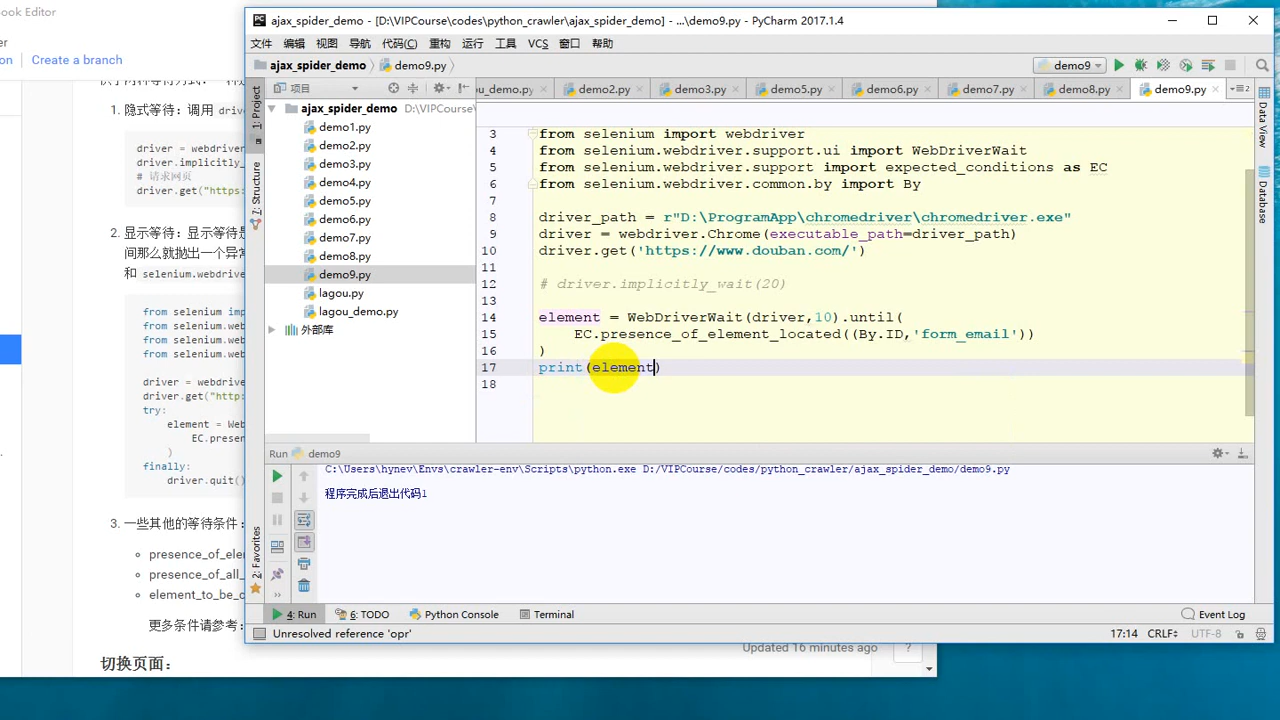 ook Editor
er
on
Create a branch
1. 隐式等待：调用
driver = webdriver
driver.implicitly_
# 请求网页
driver.get("https:
2. 显示等待：显示等待是
间那么就抛出一个异常
和 selenium.webdrive
from selenium imp
from selenium.web
from selenium.web
from selenium.web
driver = webdrive
driver.get("http:
try:
element = Web
EC.presen
)
finally:
driver.quit()
3. 一些其他的等待条件：
presence_of_elem
presence_of_all_
element_to_be_c
更多条件请参考：
切换页面：
Updated 16 minutes ago
?
ajax_spider_demo - [D:\VIPCourse\codes\python_crawler\ajax_spider_demo] - ...\demo9.py - PyCharm 2017.1.4
文件 编辑 视图 导航 代码(C) 重构 运行 工具 VCS 窗口 帮助
ajax_spider_demo demo9.py
demo9
项目
ou_demo.py demo2.py demo3.py demo5.py demo6.py demo7.py demo8.py demo9.py
1: Project
7: Structure
2: Favorites
Data View
Database
ajax_spider_demo D:\VIPCourse\
demo1.py
demo2.py
demo3.py
demo4.py
demo5.py
demo6.py
demo7.py
demo8.py
demo9.py
lagou.py
lagou_demo.py
外部库
3 from selenium import webdriver
4 from selenium.webdriver.support.ui import WebDriverWait
5 from selenium.webdriver.support import expected_conditions as EC
6 from selenium.webdriver.common.by import By
7
8 driver_path = r"D:\ProgramApp\chromedriver\chromedriver.exe"
9 driver = webdriver.Chrome(executable_path=driver_path)
10 driver.get('https://www.douban.com/')
11
12 # driver.implicitly_wait(20)
13
14 element = WebDriverWait(driver,10).until(
15 EC.presence_of_element_located((By.ID,'form_email'))
16 )
17 print(element)
18
Run demo9
C:\Users\hynev\Envs\crawler-env\Scripts\python.exe D:/VIPCourse/codes/python_crawler/ajax_spider_demo/demo9.py
程序完成后退出代码1
4: Run 6: TODO Python Console Terminal Event Log
Unresolved reference 'opr' 17:14 CRLF UTF-8